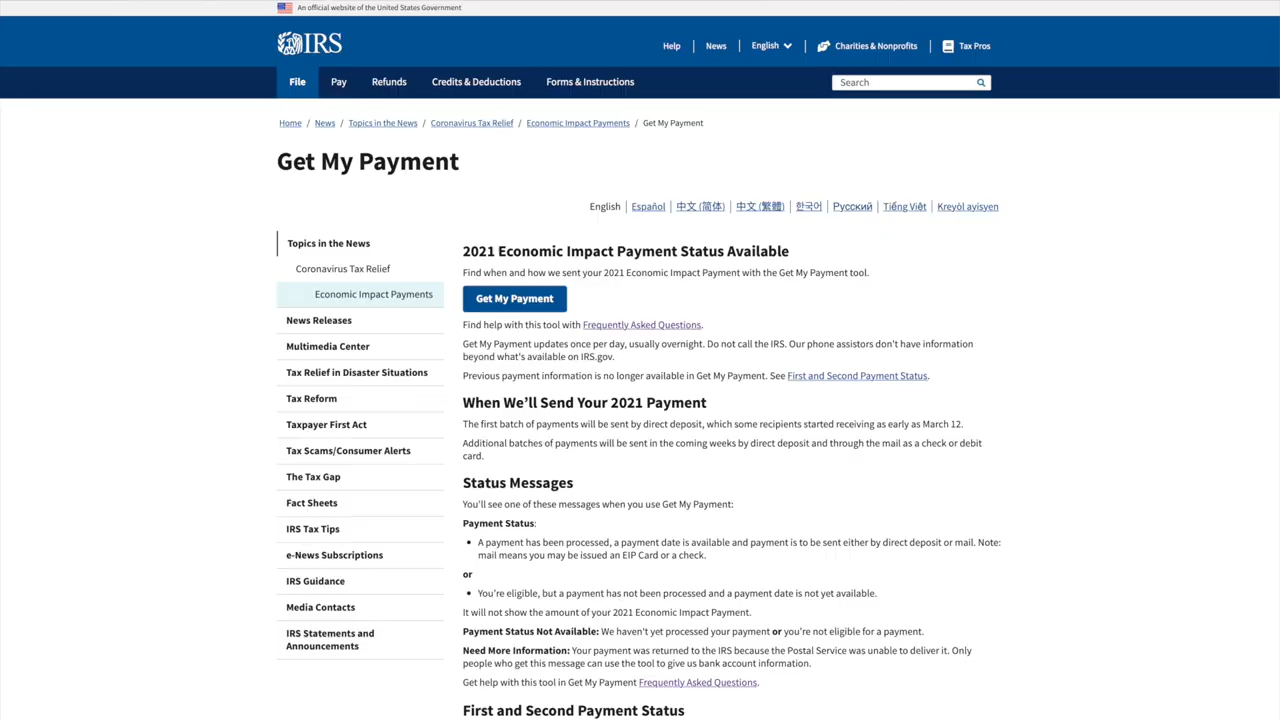 An official website of the United States Government
IRS
Help
News
English
Charities & Nonprofits
Tax Pros
File
Pay
Refunds
Credits & Deductions
Forms & Instructions
Search
Home / News / Topics in the News / Coronavirus Tax Relief / Economic Impact Payments / Get My Payment
Get My Payment
English | Español | 中文 (简体) | 中文 (繁體) | 한국어 | Русский | Tiếng Việt | Kreyòl ayisyen
Topics in the News
Coronavirus Tax Relief
Economic Impact Payments
News Releases
Multimedia Center
Tax Relief in Disaster Situations
Tax Reform
Taxpayer First Act
Tax Scams/Consumer Alerts
The Tax Gap
Fact Sheets
IRS Tax Tips
e-News Subscriptions
IRS Guidance
Media Contacts
IRS Statements and
Announcements
2021 Economic Impact Payment Status Available
Find when and how we sent your 2021 Economic Impact Payment with the Get My Payment tool.
Get My Payment
Find help with this tool with Frequently Asked Questions.
Get My Payment updates once per day, usually overnight. Do not call the IRS. Our phone assistors don't have information
beyond what's available on IRS.gov.
Previous payment information is no longer available in Get My Payment. See First and Second Payment Status.
When We'll Send Your 2021 Payment
The first batch of payments will be sent by direct deposit, which some recipients started receiving as early as March 12.
Additional batches of payments will be sent in the coming weeks by direct deposit and through the mail as a check or debit
card.
Status Messages
You'll see one of these messages when you use Get My Payment:
Payment Status:
• A payment has been processed, a payment date is available and payment is to be sent either by direct deposit or mail. Note:
mail means you may be issued an EIP Card or a check.
or
• You're eligible, but a payment has not been processed and a payment date is not yet available.
It will not show the amount of your 2021 Economic Impact Payment.
Payment Status Not Available: We haven't yet processed your payment or you're not eligible for a payment.
Need More Information: Your payment was returned to the IRS because the Postal Service was unable to deliver it. Only
people who get this message can use the tool to give us bank account information.
Get help with this tool in Get My Payment Frequently Asked Questions.
First and Second Payment Status